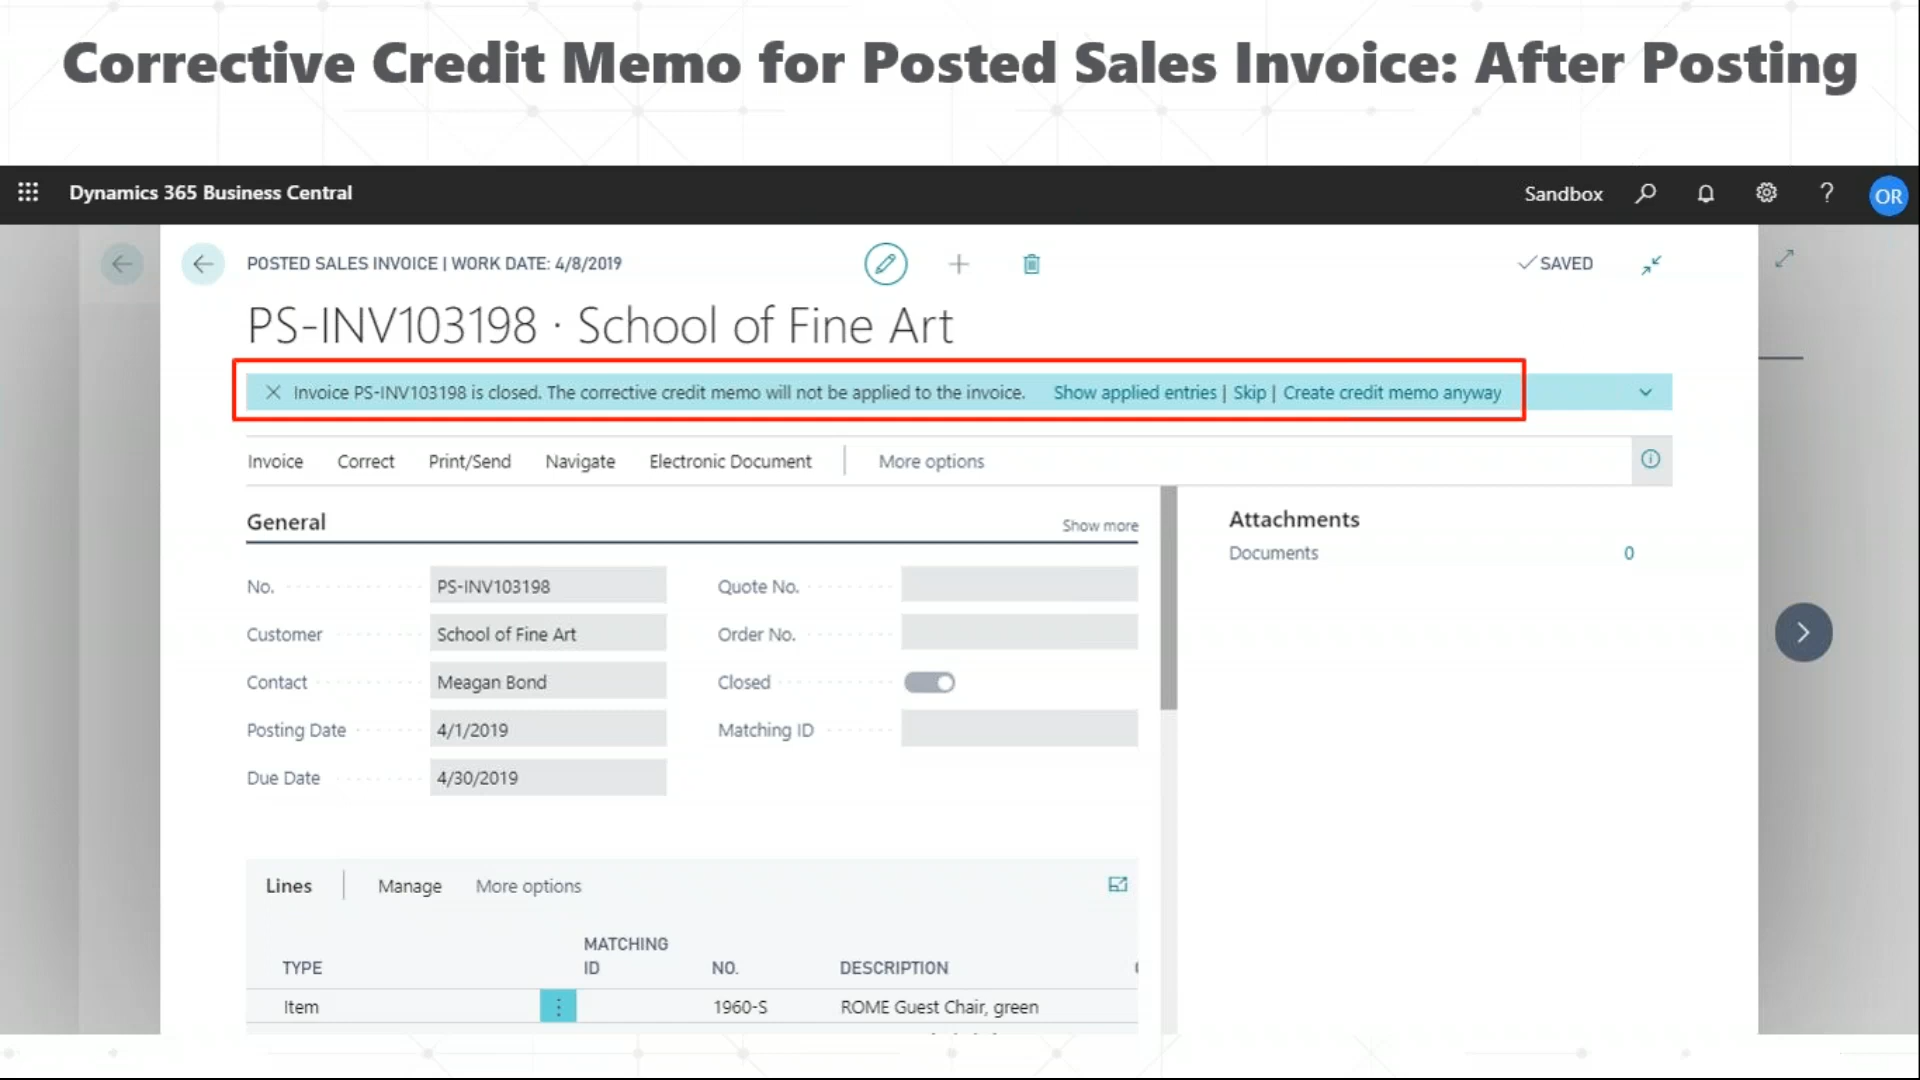 Corrective Credit Memo for Posted Sales Invoice: After Posting
Dynamics 365 Business Central
Sandbox
?
OR
POSTED SALES INVOICE | WORK DATE: 4/8/2019
SAVED
PS-INV103198 · School of Fine Art
Invoice PS-INV103198 is closed. The corrective credit memo will not be applied to the invoice. Show applied entries | Skip | Create credit memo anyway
Invoice Correct Print/Send Navigate Electronic Document More options
General Show more
No. PS-INV103198
Customer School of Fine Art
Contact Meagan Bond
Posting Date 4/1/2019
Due Date 4/30/2019
Quote No.
Order No.
Closed
Matching ID
Attachments
Documents 0
Lines Manage More options
TYPE MATCHING ID NO. DESCRIPTION
Item 1960-S ROME Guest Chair, green